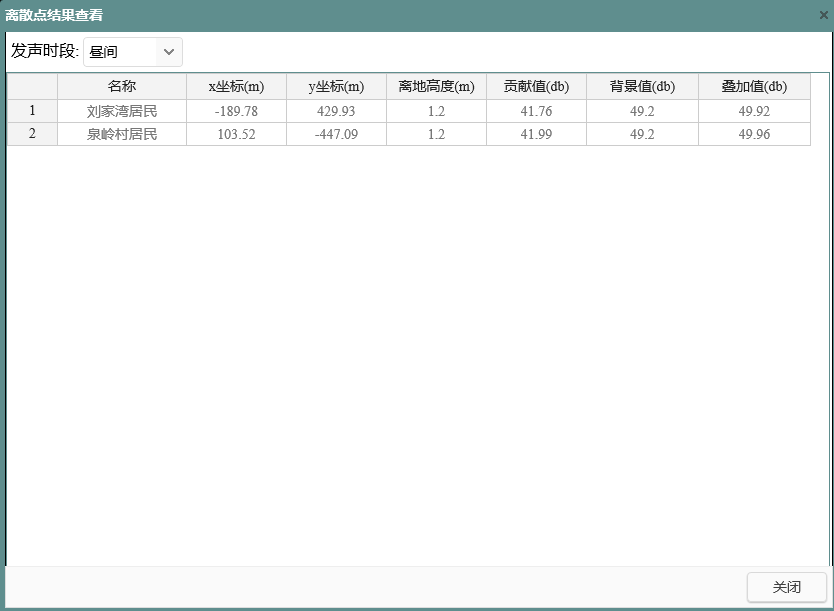 离散点结果查看
发声时段: 昼间
名称 x坐标(m) y坐标(m) 离地高度(m) 贡献值(db) 背景值(db) 叠加值(db)
1 刘家湾居民 -189.78 429.93 1.2 41.76 49.2 49.92
2 泉岭村居民 103.52 -447.09 1.2 41.99 49.2 49.96
关闭